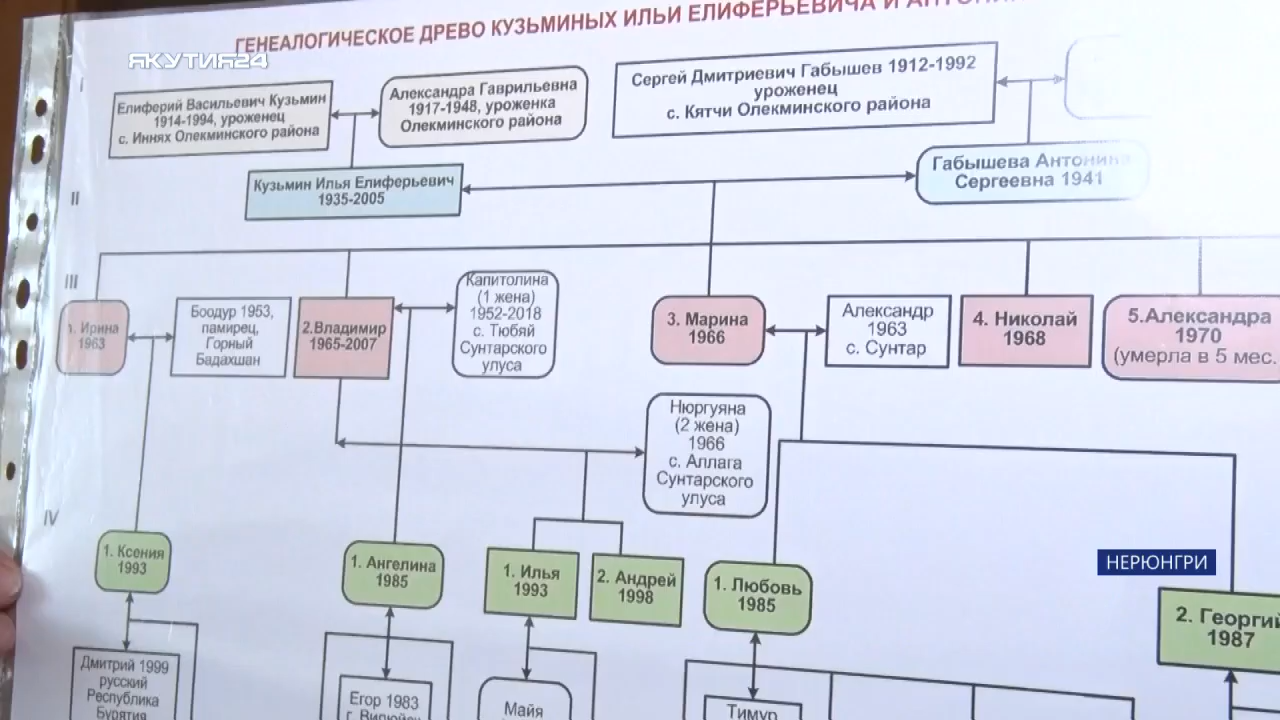 ГЕНЕАЛОГИЧЕСКОЕ ДРЕВО КУЗЬМИНЫХ ИЛЬИ ЕЛИФЕРЬЕВИЧА И
ЯКУТИЯ24
I
Елиферий Васильевич Кузьмин
1914-1994, уроженец
с. Иннях Олекминского района
Александра Гаврильевна
1917-1948, уроженка
Олекминского района
Сергей Дмитриевич Габышев 1912-1992
уроженец
с. Кятчи Олекминского района
II
Кузьмин Илья Елиферьевич
1935-2005
Габышева Антонина
Сергеевна 1941
III
1. Ирина
1963
Боодур 1953,
памирец,
Горный
Бадахшан
2.Владимир
1965-2007
Капитолина
(1 жена)
1952-2018
с. Тюбяй
Сунтарского
улуса
3. Марина
1966
Александр
1963
с. Сунтар
4. Николай
1968
5.Александра
1970
(умерла в 5 мес.
Нюргуяна
(2 жена)
1966
с. Аллага
Сунтарского
улуса
IV
1. Ксения
1993
1. Ангелина
1985
1. Илья
1993
2. Андрей
1998
1. Любовь
1985
НЕРЮНГРИ
2. Георгий
1987
Дмитрий 1999
русский
Республика
Бурятия
Егор 1983
г. Вилюйск
Майя
Тимур